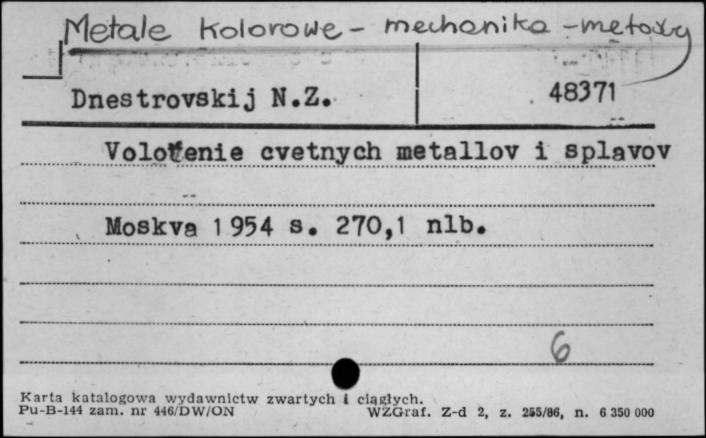 Metale Kolorowe - mechanika - metody
Dnestrovskij N.Z. 48371
Volotenie cvetnych metallov i splavov
Moskva 1954 s. 270,1 nlb.
6
Karta katalogowa wydawnictw zwartych i ciągłych.
Pu-B-144 zam. nr 446/DW/ON WZGraf. Z-d 2, z. 255/86, n. 6 350 000